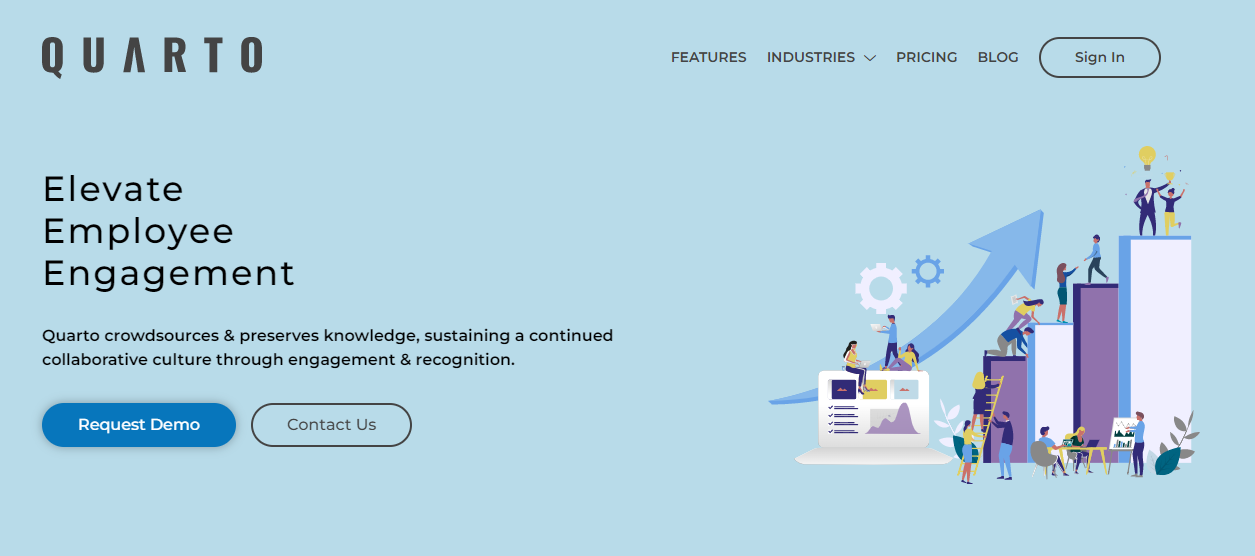 QUARTO
FEATURES
INDUSTRIES
PRICING
BLOG
Sign In
Elevate
Employee
Engagement
Quarto crowdsources & preserves knowledge, sustaining a continued
collaborative culture through engagement & recognition.
Request Demo
Contact Us